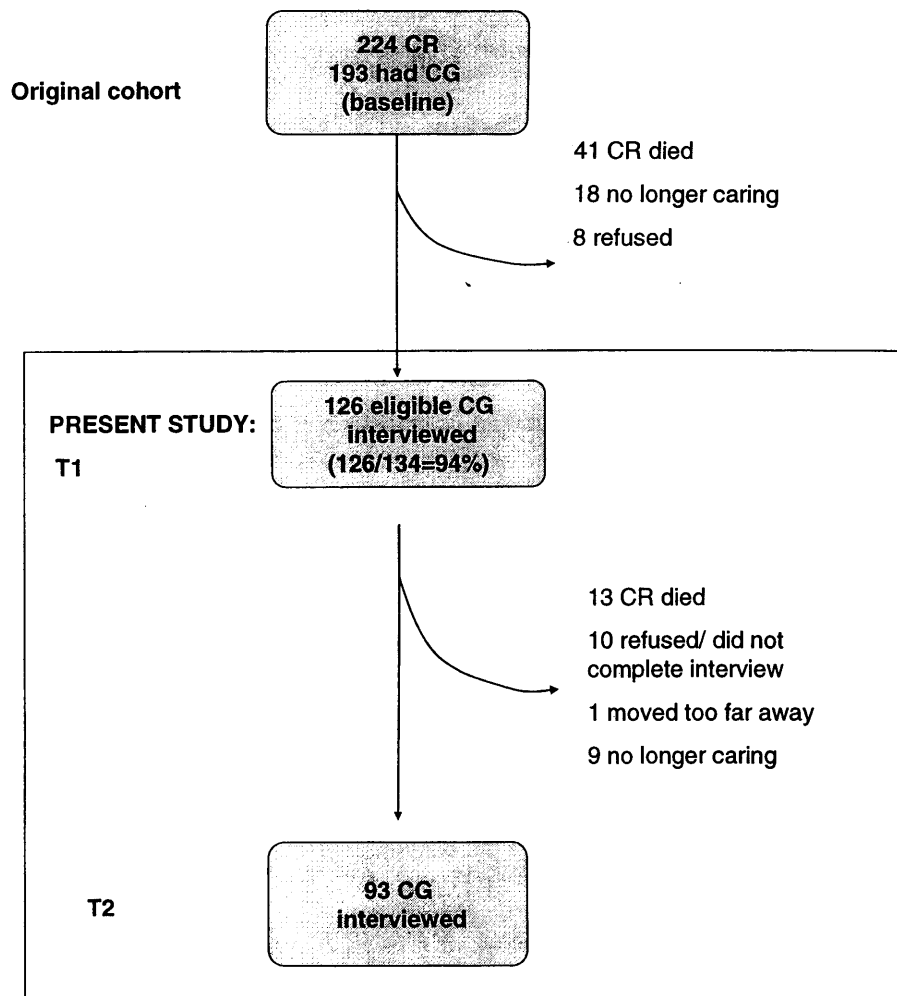 224 CR
193 had CG
(baseline)
Original cohort
41 CR died
18 no longer caring
8 refused
PRESENT STUDY:
T1
126 eligible CG
interviewed
(126/134=94%)
13 CR died
10 refused/ did not
complete interview
1 moved too far away
9 no longer caring
T2
93 CG
interviewed